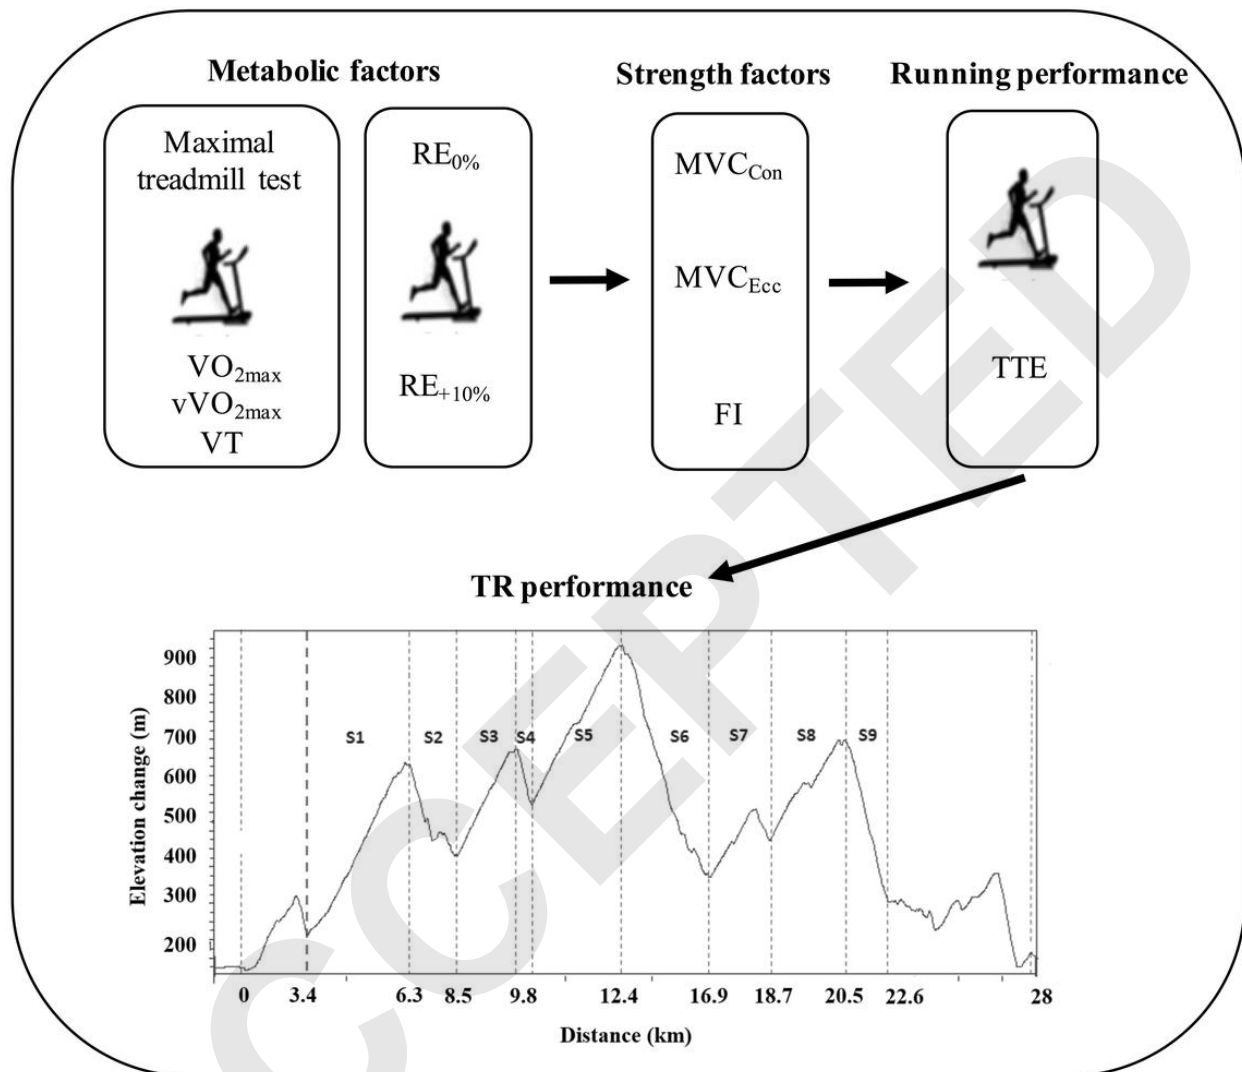 Metabolic factors
Strength factors
Running performance
Maximal
treadmill test
VO2max
vVO2max
VT
RE0%
RE+10%
MVCCon
MVCEcc
FI
TTE
TR performance
Elevation change (m)
900
800
700
600
500
400
300
200
S1 S2 S3 S4 S5 S6 S7 S8 S9
0 3.4 6.3 8.5 9.8 12.4 16.9 18.7 20.5 22.6 28
Distance (km)
CCEPTED